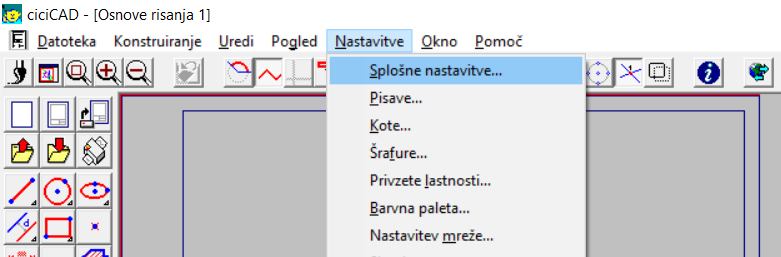 ciciCAD - [Osnove risanja 1]
Datoteka Konstruiranje Uredi Pogled Nastavitve Okno Pomoč
Splošne nastavitve...
Pisave...
Kote...
Šrafure...
Privzete lastnosti...
Barvna paleta...
Nastavitev mreže...